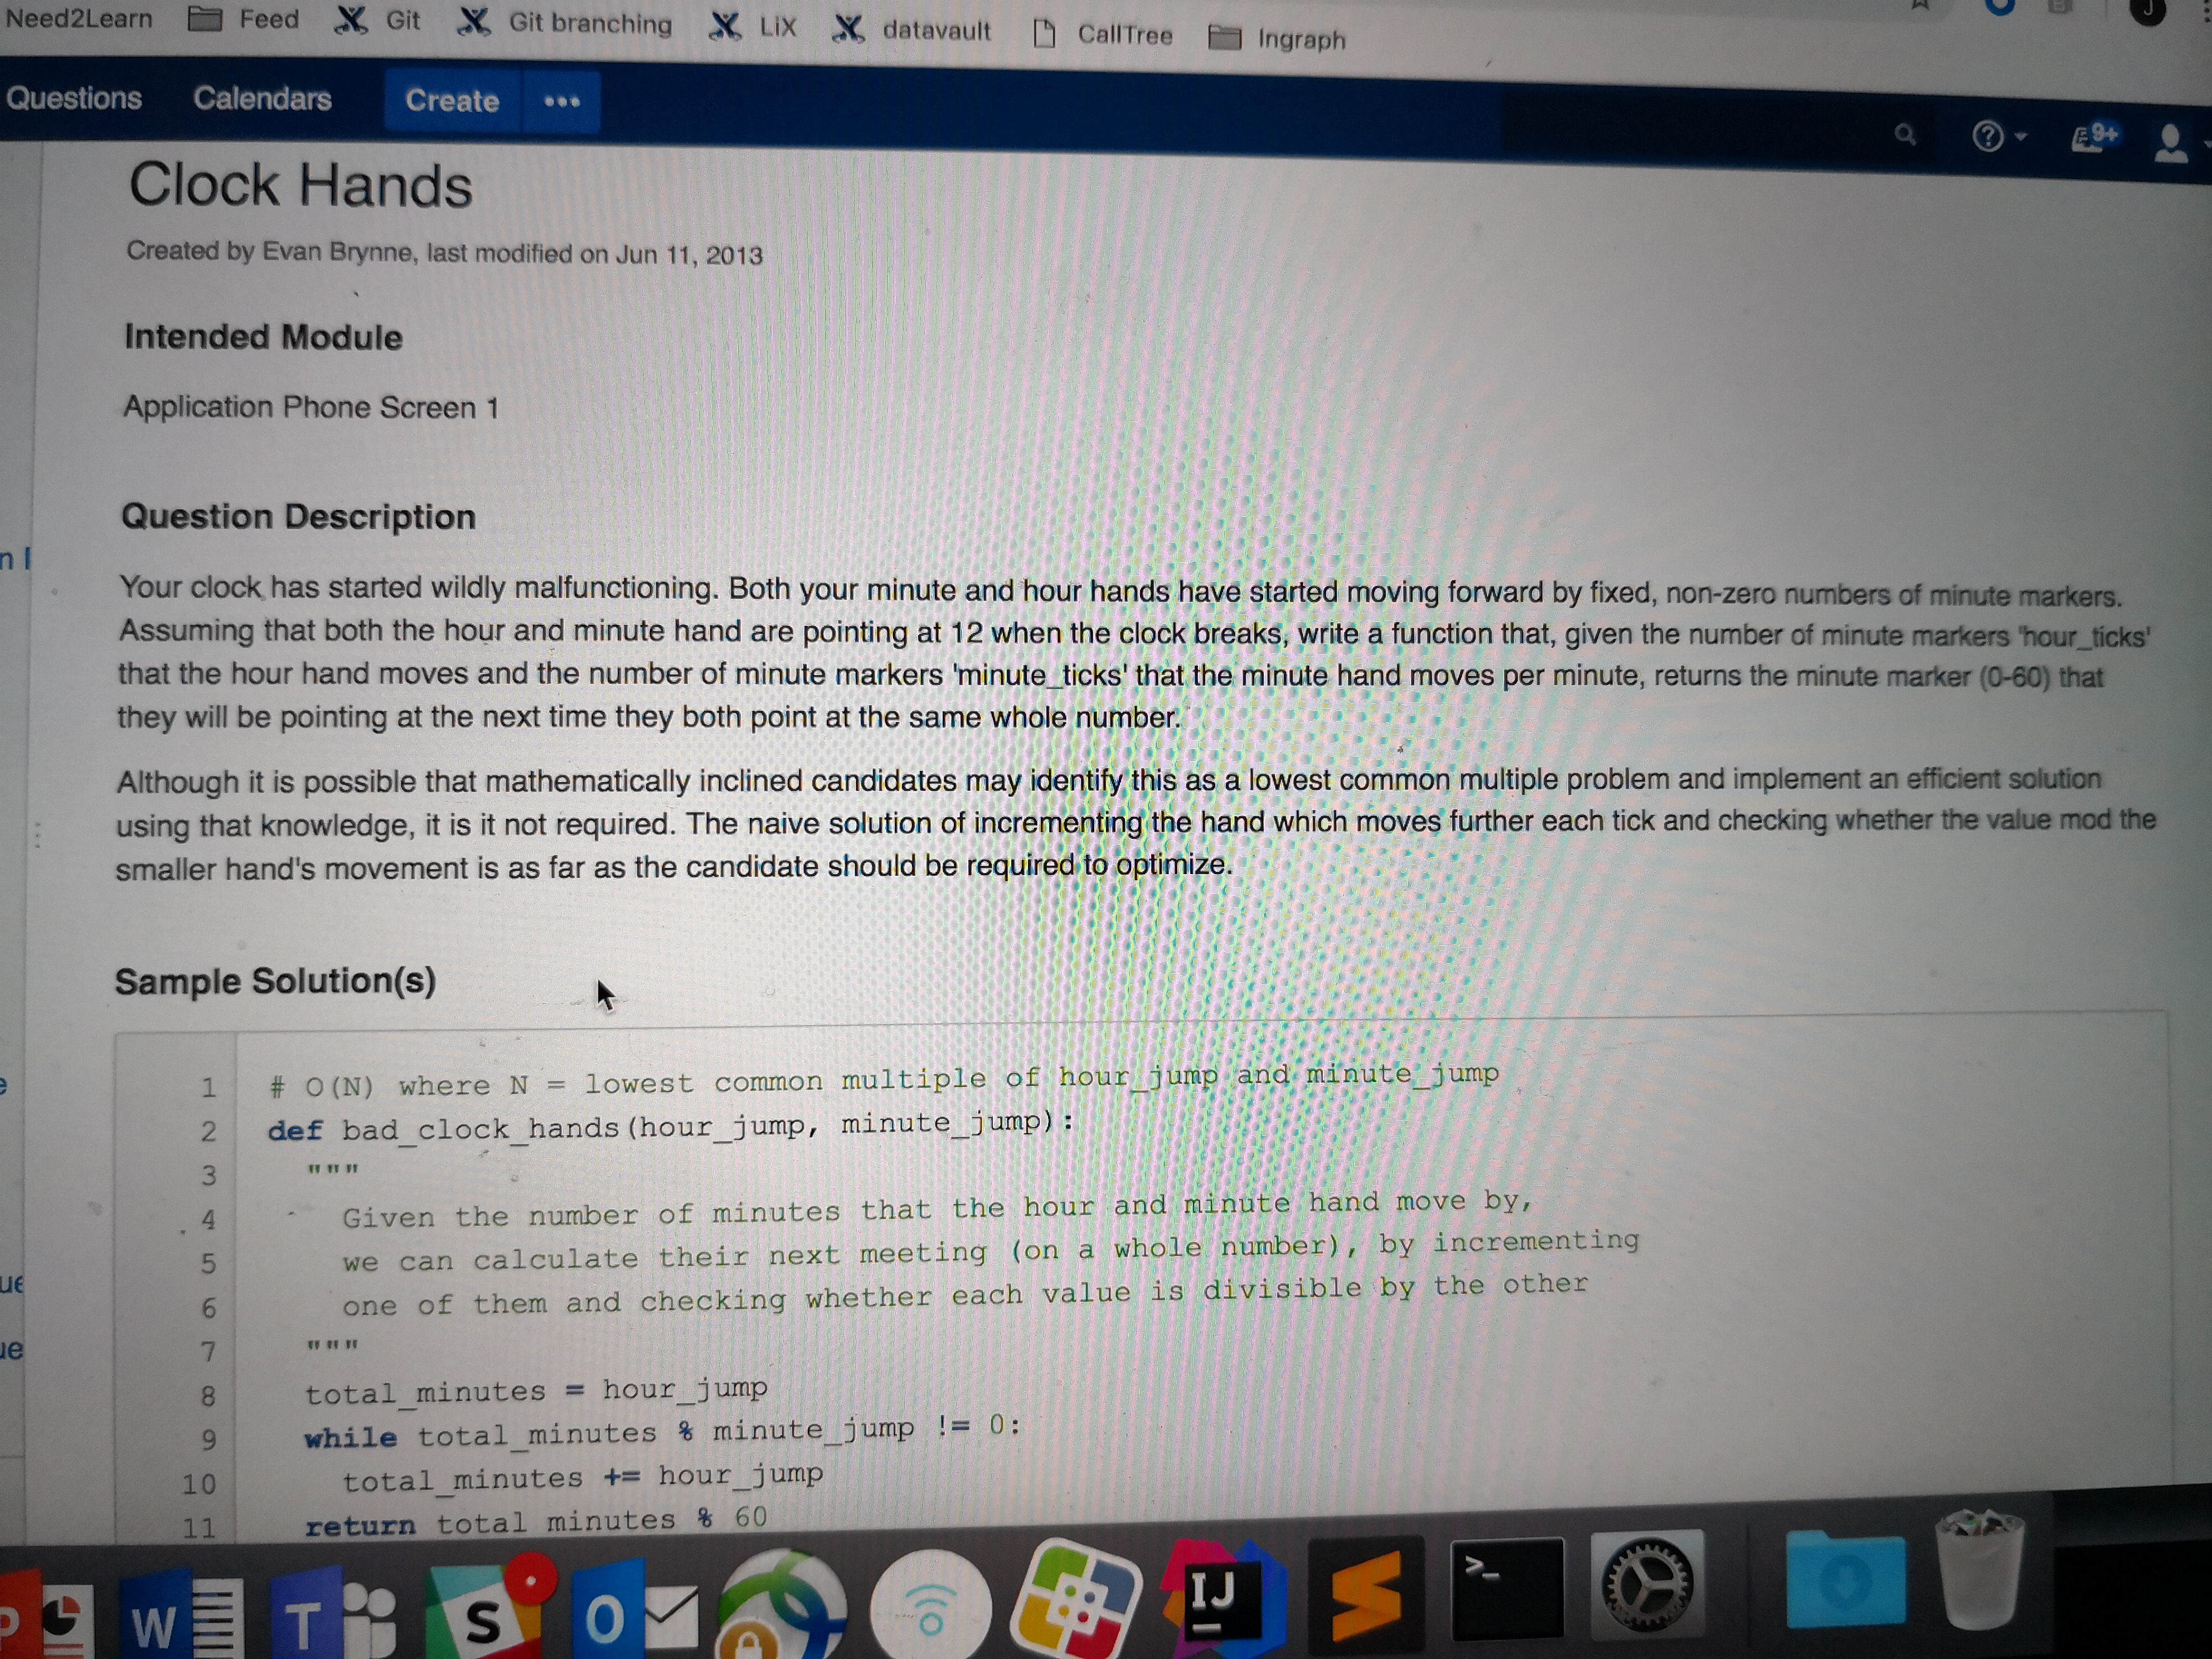 Need2Learn Feed Git Git branching LiX datavault CallTree Ingraph
J
Questions Calendars Create •••
9+
Clock Hands
Created by Evan Brynne, last modified on Jun 11, 2013
Intended Module
Application Phone Screen 1
Question Description
Your clock has started wildly malfunctioning. Both your minute and hour hands have started moving forward by fixed, non-zero numbers of minute markers.
Assuming that both the hour and minute hand are pointing at 12 when the clock breaks, write a function that, given the number of minute markers 'hour_ticks'
that the hour hand moves and the number of minute markers 'minute_ticks' that the minute hand moves per minute, returns the minute marker (0-60) that
they will be pointing at the next time they both point at the same whole number.
Although it is possible that mathematically inclined candidates may identify this as a lowest common multiple problem and implement an efficient solution
using that knowledge, it is it not required. The naive solution of incrementing the hand which moves further each tick and checking whether the value mod the
smaller hand's movement is as far as the candidate should be required to optimize.
Sample Solution(s)
1 # O(N) where N = lowest common multiple of hour_jump and minute_jump
2 def bad_clock_hands(hour_jump, minute_jump):
3 """
4 Given the number of minutes that the hour and minute hand move by,
5 we can calculate their next meeting (on a whole number), by incrementing
6 one of them and checking whether each value is divisible by the other
7 """
8 total_minutes = hour_jump
9 while total_minutes % minute_jump != 0:
10 total_minutes += hour_jump
11 return total_minutes % 60
P W T S O IJ >_